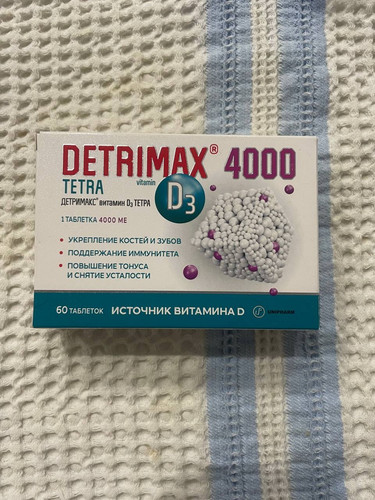 DETRIMAX® 4000
TETRA
vitamin
D3
ДЕТРИМАКС® витамин D3 ТЕТРА
1 ТАБЛЕТКА 4000 МЕ
• УКРЕПЛЕНИЕ КОСТЕЙ И ЗУБОВ
• ПОДДЕРЖАНИЕ ИММУНИТЕТА
• ПОВЫШЕНИЕ ТОНУСА
И СНЯТИЕ УСТАЛОСТИ
60 ТАБЛЕТОК ИСТОЧНИК ВИТАМИНА D UNIPHARM